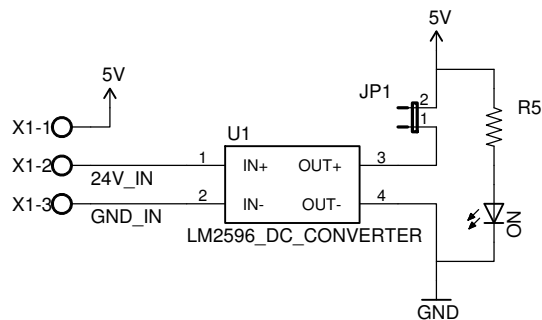 5V
5V
JP1
2
1
R5
X1-1
U1
X1-2
24V_IN
1
IN+
OUT+
3
X1-3
GND_IN
2
IN-
OUT-
4
LM2596_DC_CONVERTER
ON
GND